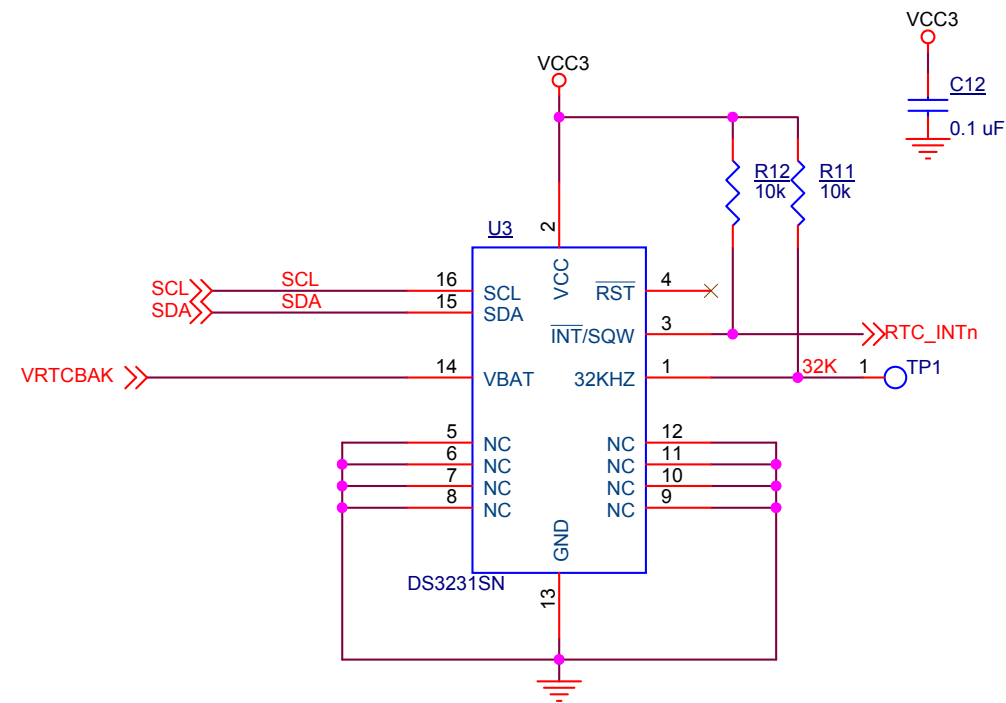 VCC3
C12
0.1 uF
VCC3
R12
10k
R11
10k
U3
2
VCC
SCL
SCL
16
SCL
SDA
SDA
15
SDA
RST
4
INT/SQW
3
RTC_INTn
VRTCBAK
14
VBAT
32KHZ
1
32K
1
TP1
5
NC
6
NC
7
NC
8
NC
NC
12
NC
11
NC
10
NC
9
GND
DS3231SN
13